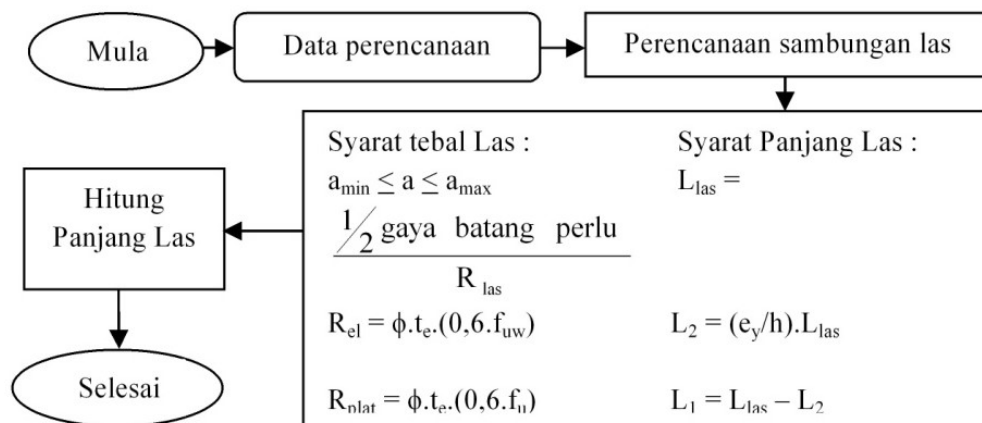 Mula
Data perencanaan
Perencanaan sambungan las
Syarat tebal Las :
Syarat Panjang Las :
a_min ≤ a ≤ a_max
L_las =
1/2 gaya batang perlu
R_las
R_el = ϕ.t_e.(0,6.f_uw)
L_2 = (e_y/h).L_las
R_plat = ϕ.t_e.(0,6.f_u)
L_1 = L_las – L_2
Hitung
Panjang Las
Selesai